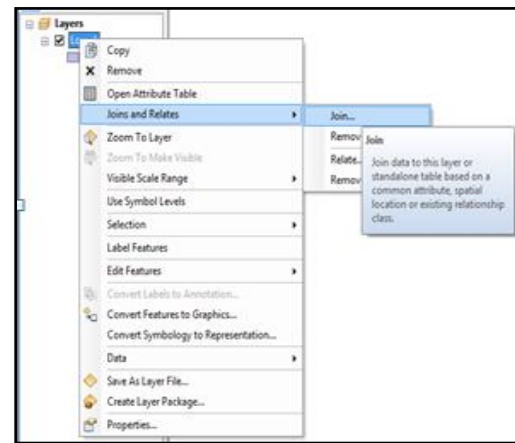 Layers
Copy
Remove
Open Attribute Table
Joins and Relates
Zoom To Layer
Zoom To Make Visible
Visible Scale Range
Use Symbol Levels
Selection
Label Features
Edit Features
Convert Labels to Annotation...
Convert Features to Graphics...
Convert Symbology to Representation...
Data
Save As Layer File...
Create Layer Package...
Properties...
Join...
Remov
Relate...
Remov
Join
Join data to this layer or
standalone table based on a
common attribute, spatial
location or existing relationship
class.